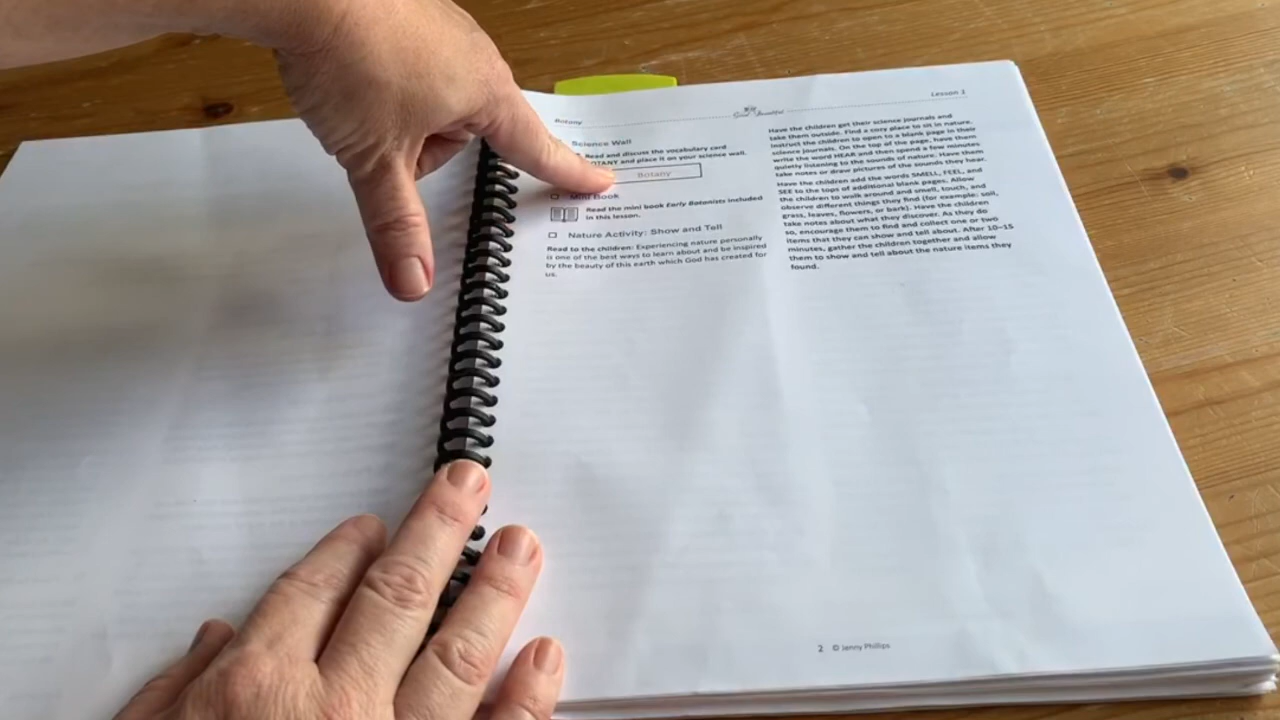 Botany
Good Beautiful
Lesson 1
Science Wall
Read and discuss the vocabulary card
BOTANY and place it on your science wall.
Botany
Mini Book
Read the mini book Early Botanists included
in this lesson.
Nature Activity: Show and Tell
Read to the children: Experiencing nature personally
is one of the best ways to learn about and be inspired
by the beauty of this earth which God has created for
us.
Have the children get their science journals and
take them outside. Find a cozy place to sit in nature.
Instruct the children to open to a blank page in their
science journals. On the top of the page, have them
write the word HEAR and then spend a few minutes
quietly listening to the sounds of nature. Have them
take notes or draw pictures of the sounds they hear.
Have the children add the words SMELL, FEEL, and
SEE to the tops of additional blank pages. Allow
the children to walk around and smell, touch, and
observe different things they find (for example: soil,
grass, leaves, flowers, or bark). Have the children
take notes about what they discover. As they do
so, encourage them to find and collect one or two
items that they can show and tell about. After 10–15
minutes, gather the children together and allow
them to show and tell about the nature items they
found.
2 © Jenny Phillips